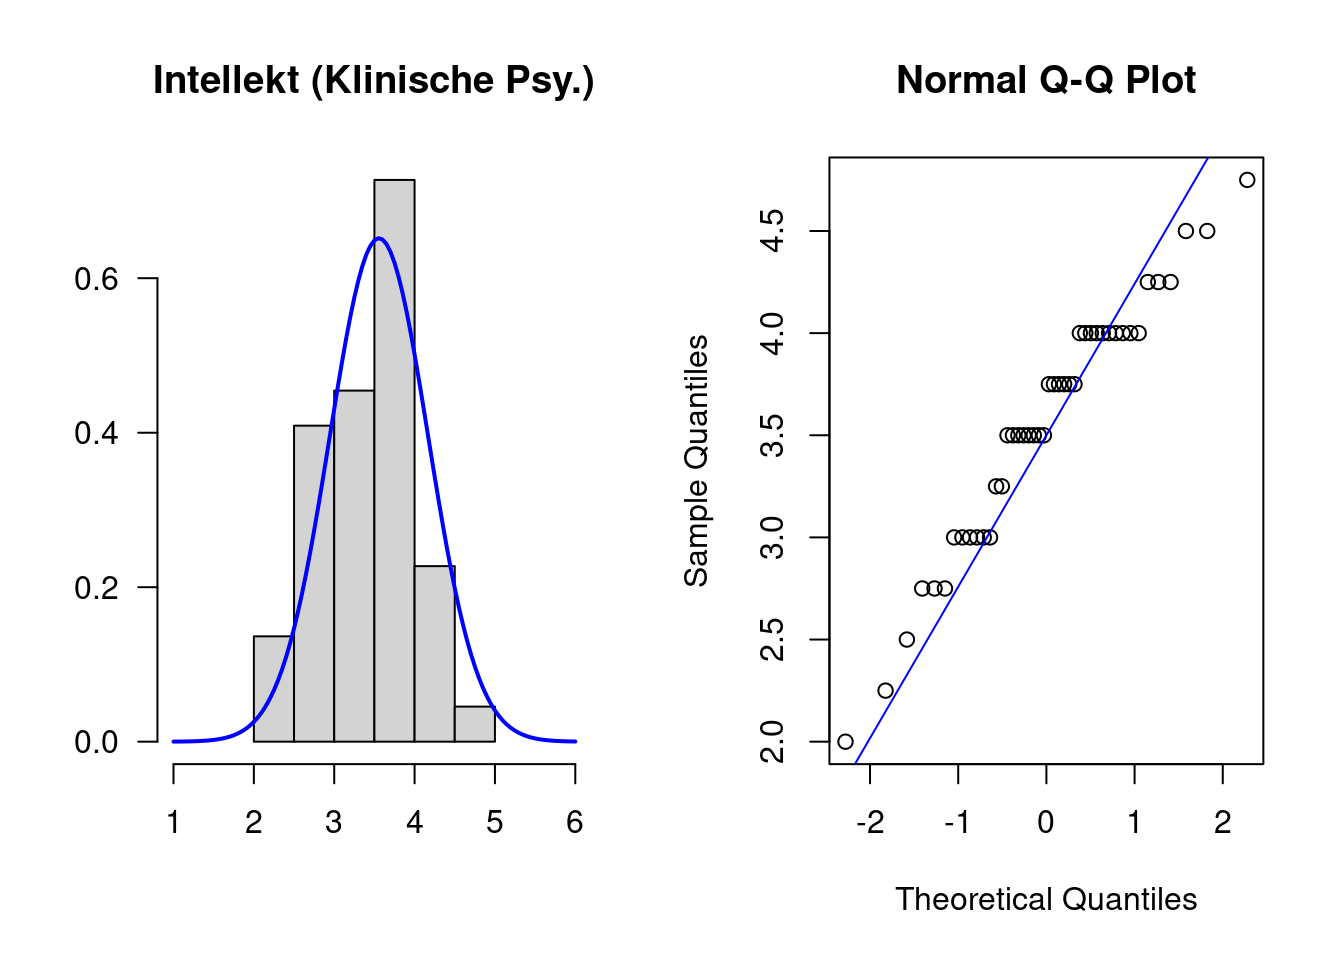 Intellekt (Klinische Psy.)
0.6
0.4
0.2
0.0
1 2 3 4 5 6
Normal Q-Q Plot
Sample Quantiles
4.5
4.0
3.5
3.0
2.5
2.0
-2 -1 0 1 2
Theoretical Quantiles